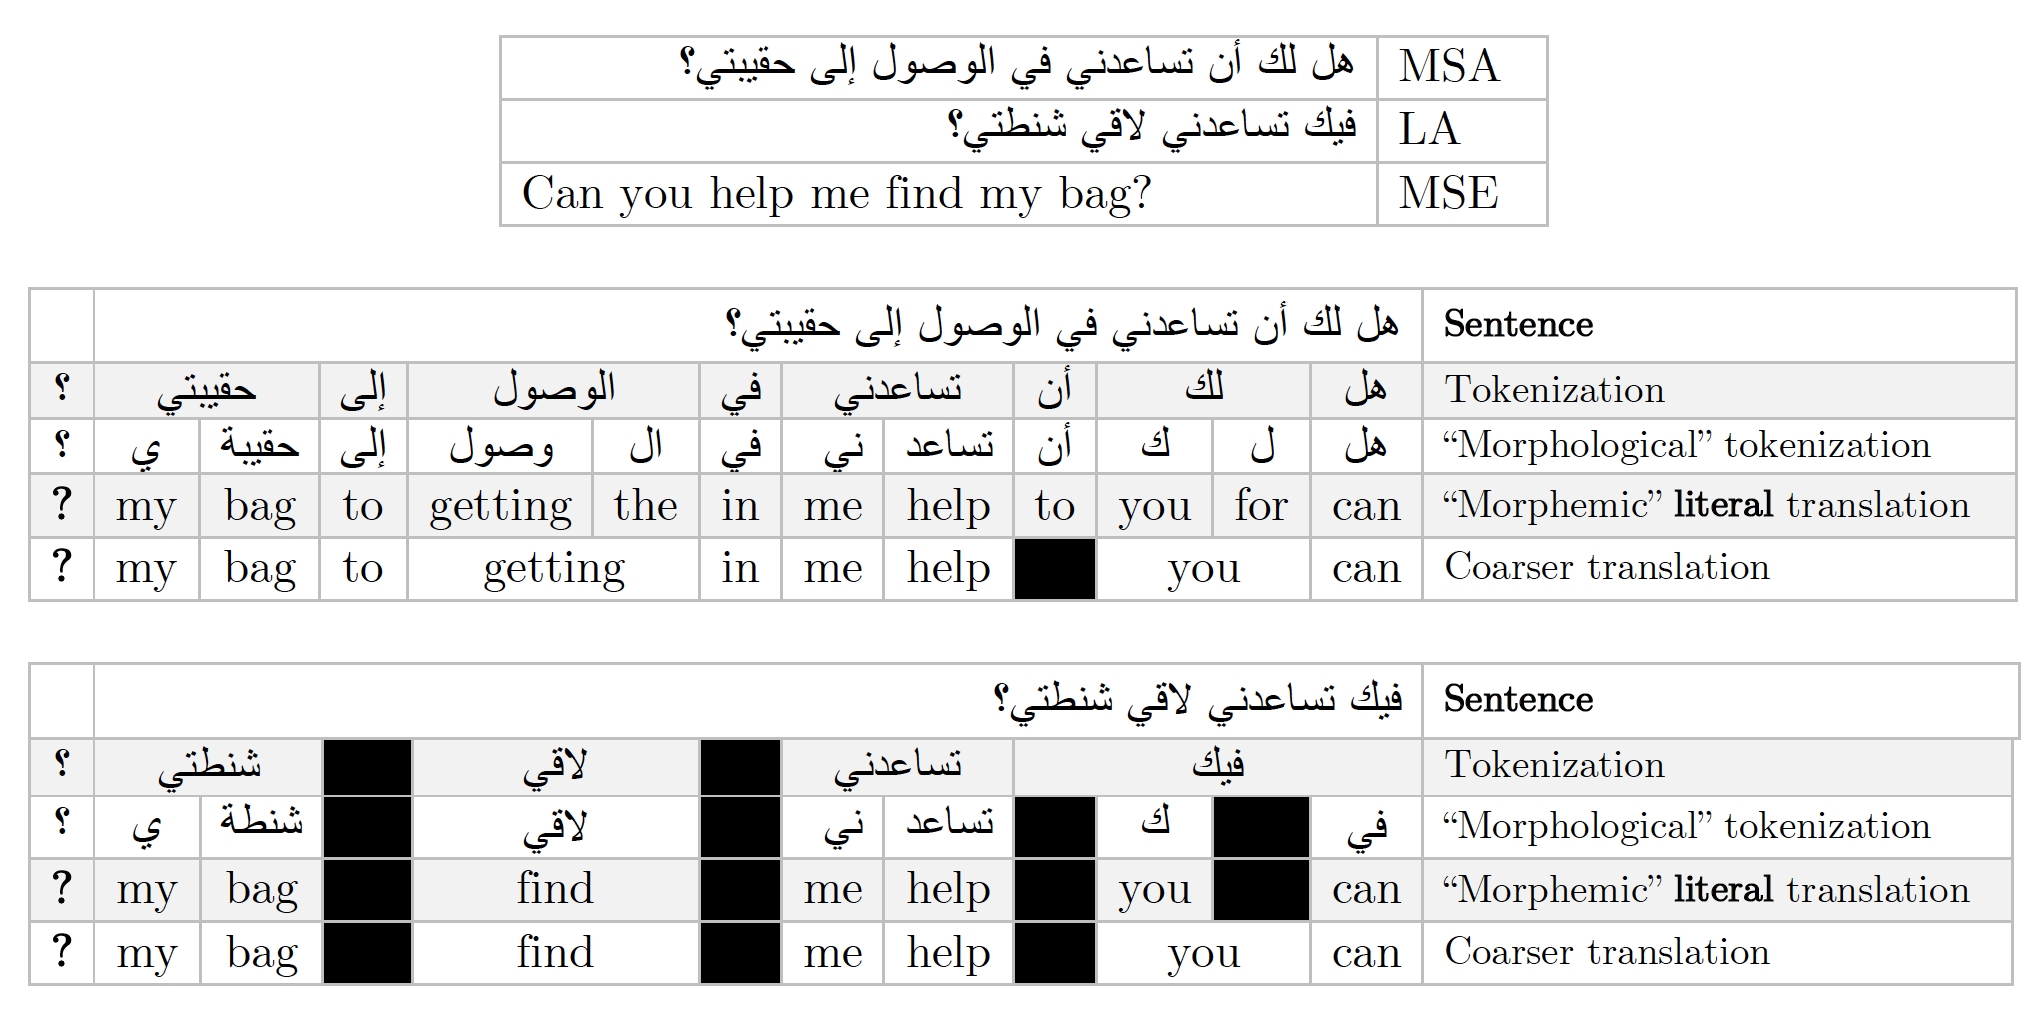 هل لك أن تساعدني في الوصول إلى حقيبتي؟ MSA
فيك تساعدني لاقي شنطتي؟ LA
Can you help me find my bag? MSE
هل لك أن تساعدني في الوصول إلى حقيبتي؟ Sentence
؟ حقيبتي إلى الوصول في تساعدني أن لك هل Tokenization
؟ ي حقيبة إلى وصول ال في ني تساعد أن ك ل هل “Morphological” tokenization
? my bag to getting the in me help to you for can “Morphemic” literal translation
? my bag to getting in me help you can Coarser translation
فيك تساعدني لاقي شنطتي؟ Sentence
؟ شنطتي لاقي تساعدني فيك Tokenization
؟ ي شنطة لاقي ني تساعد ك في “Morphological” tokenization
? my bag find me help you can “Morphemic” literal translation
? my bag find me help you can Coarser translation